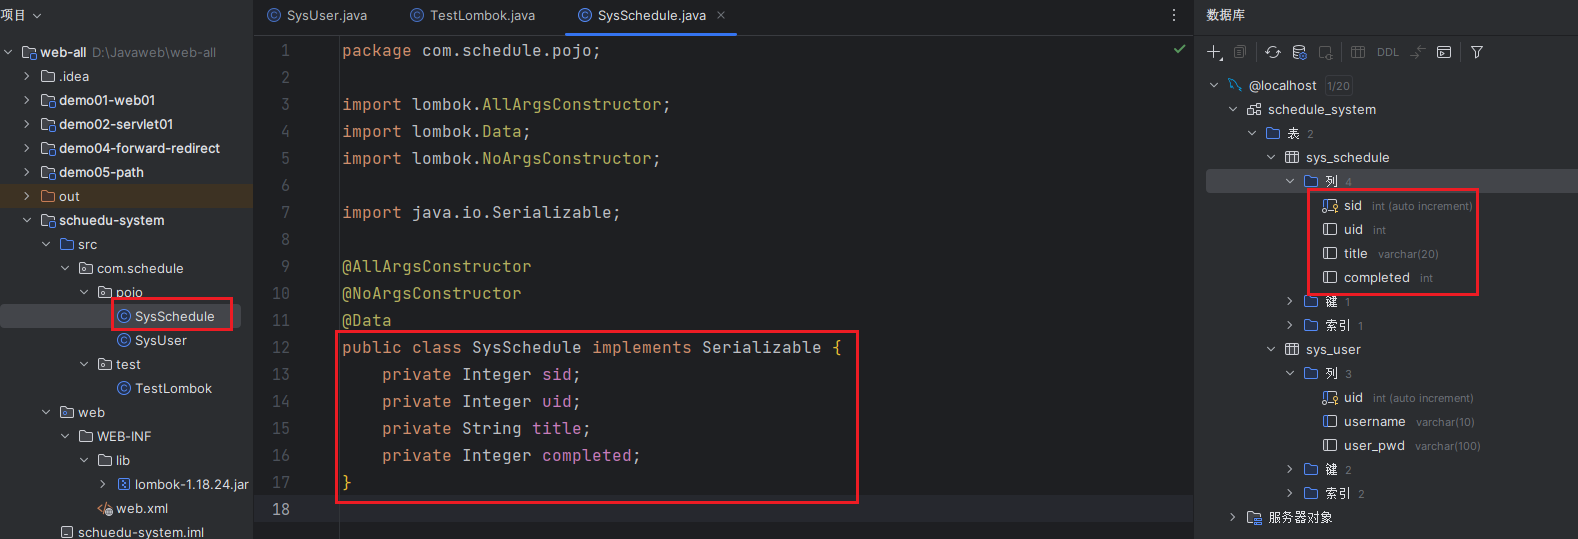 项目
web-all D:\Javaweb\web-all
.idea
demo01-web01
demo02-servlet01
demo04-forward-redirect
demo05-path
out
schuedu-system
src
com.schedule
pojo
SysSchedule
SysUser
test
TestLombok
web
WEB-INF
lib
lombok-1.18.24.jar
web.xml
schuedu-system.iml
SysUser.java TestLombok.java SysSchedule.java
1 package com.schedule.pojo;
2
3 import lombok.AllArgsConstructor;
4 import lombok.Data;
5 import lombok.NoArgsConstructor;
6
7 import java.io.Serializable;
8
9 @AllArgsConstructor
10 @NoArgsConstructor
11 @Data
12 public class SysSchedule implements Serializable {
13 private Integer sid;
14 private Integer uid;
15 private String title;
16 private Integer completed;
17 }
18
数据库
DDL
@localhost 1/20
schedule_system
表 2
sys_schedule
列 4
sid int (auto increment)
uid int
title varchar(20)
completed int
键 1
索引 1
sys_user
列 3
uid int (auto increment)
username varchar(10)
user_pwd varchar(100)
键 2
索引 2
服务器对象